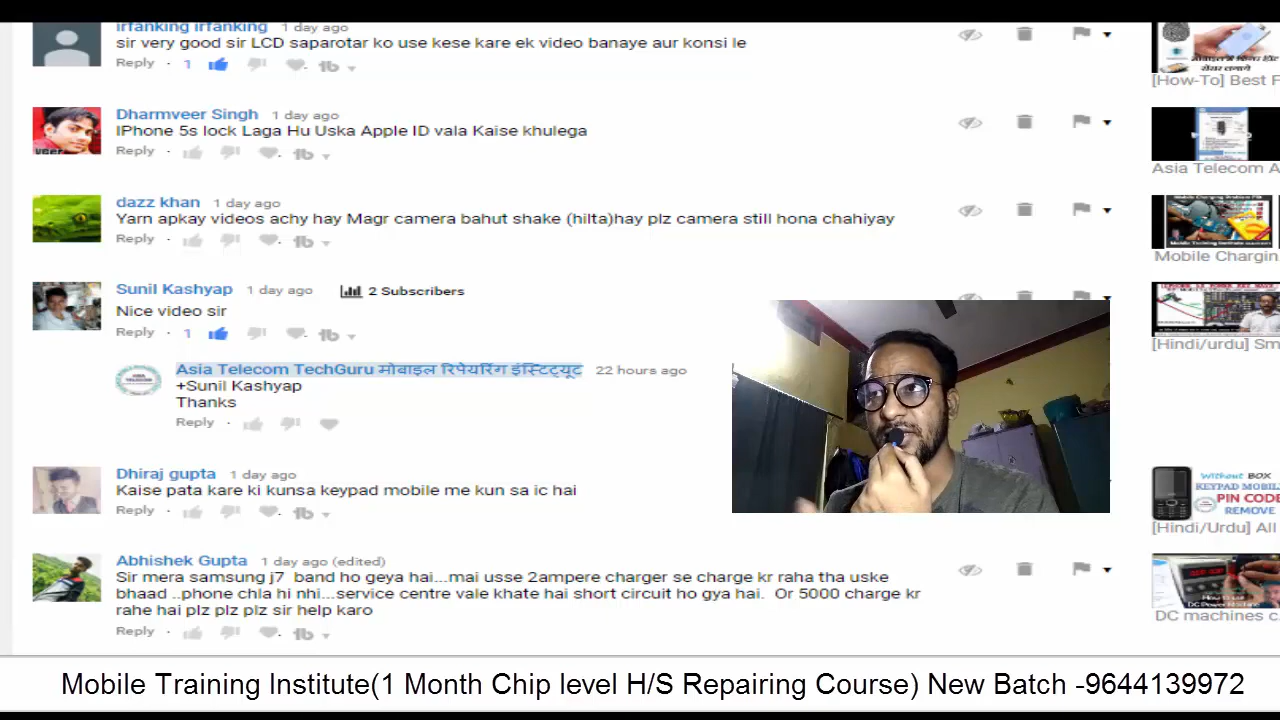 irfanking irfanking 1 day ago
sir very good sir LCD saparotar ko use kese kare ek video banaye aur konsi le
Reply · 1
Dharmveer Singh 1 day ago
IPhone 5s lock Laga Hu Uska Apple ID vala Kaise khulega
Reply ·
dazz khan 1 day ago
Yarn apkay videos achy hay Magr camera bahut shake (hilta)hay plz camera still hona chahiyay
Reply ·
Sunil Kashyap 1 day ago 2 Subscribers
Nice video sir
Reply · 1
Asia Telecom TechGuru मोबाइल रिपेयरिंग इंस्टिट्यूट 22 hours ago
+Sunil Kashyap
Thanks
Reply ·
Dhiraj gupta 1 day ago
Kaise pata kare ki kunsa keypad mobile me kun sa ic hai
Reply ·
Abhishek Gupta 1 day ago (edited)
Sir mera samsung j7 band ho geya hai...mai usse 2ampere charger se charge kr raha tha uske
bhaad ..phone chla hi nhi...service centre vale khate hai short circuit ho gya hai. Or 5000 charge kr
rahe hai plz plz plz sir help karo
Reply ·
[How-To] Best F
Asia Telecom A
Mobile Chargin
[Hindi/urdu] Sm
Without BOX
KEYPAD MOBIL
PIN CODE
REMOVE
[Hindi/Urdu] All
DC machines c
Mobile Training Institute(1 Month Chip level H/S Repairing Course) New Batch -9644139972